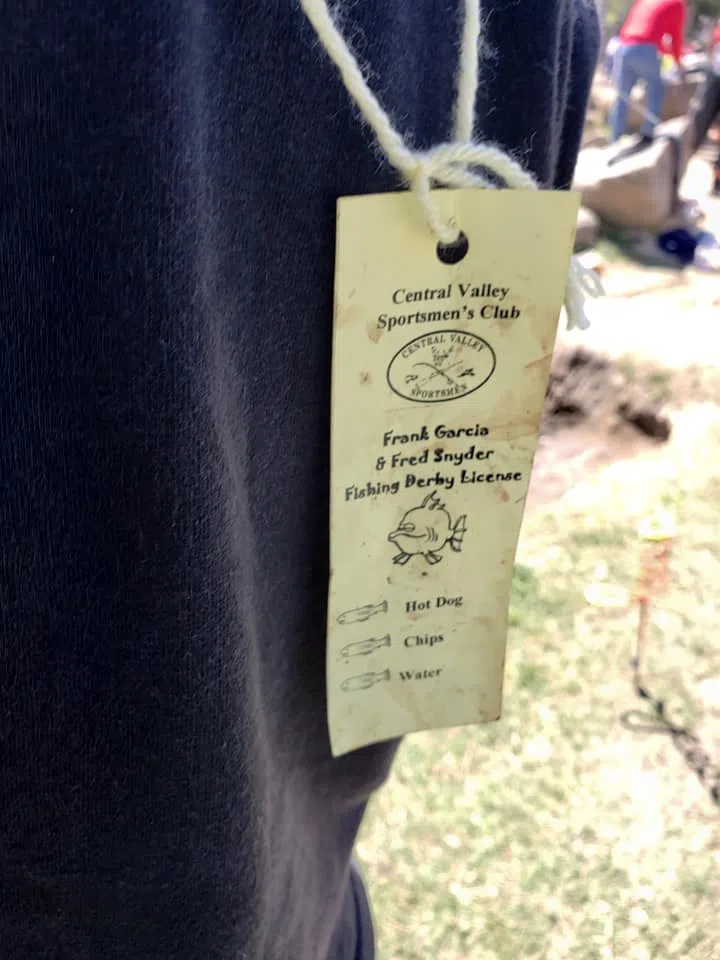 Central Valley
Sportsmen's Club
CENTRAL VALLEY
SPORTSMEN
Frank Garcia
& Fred Snyder
Fishing Derby License
Hot Dog
Chips
Water